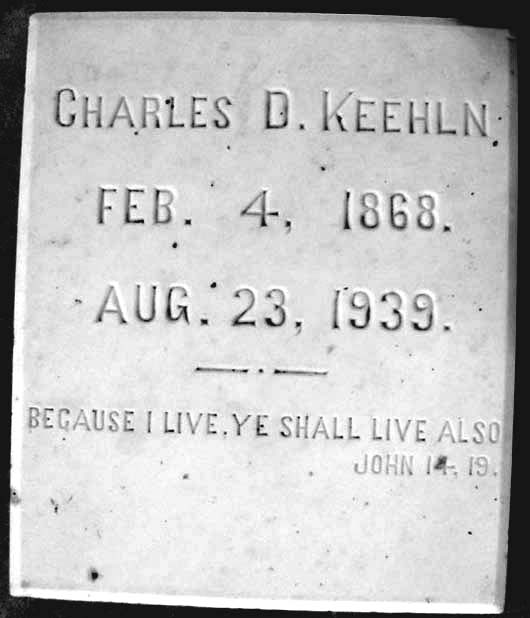 CHARLES D. KEEHLN
FEB. 4, 1868.
AUG. 23, 1939.
BECAUSE I LIVE, YE SHALL LIVE ALSO
JOHN 14, 19.